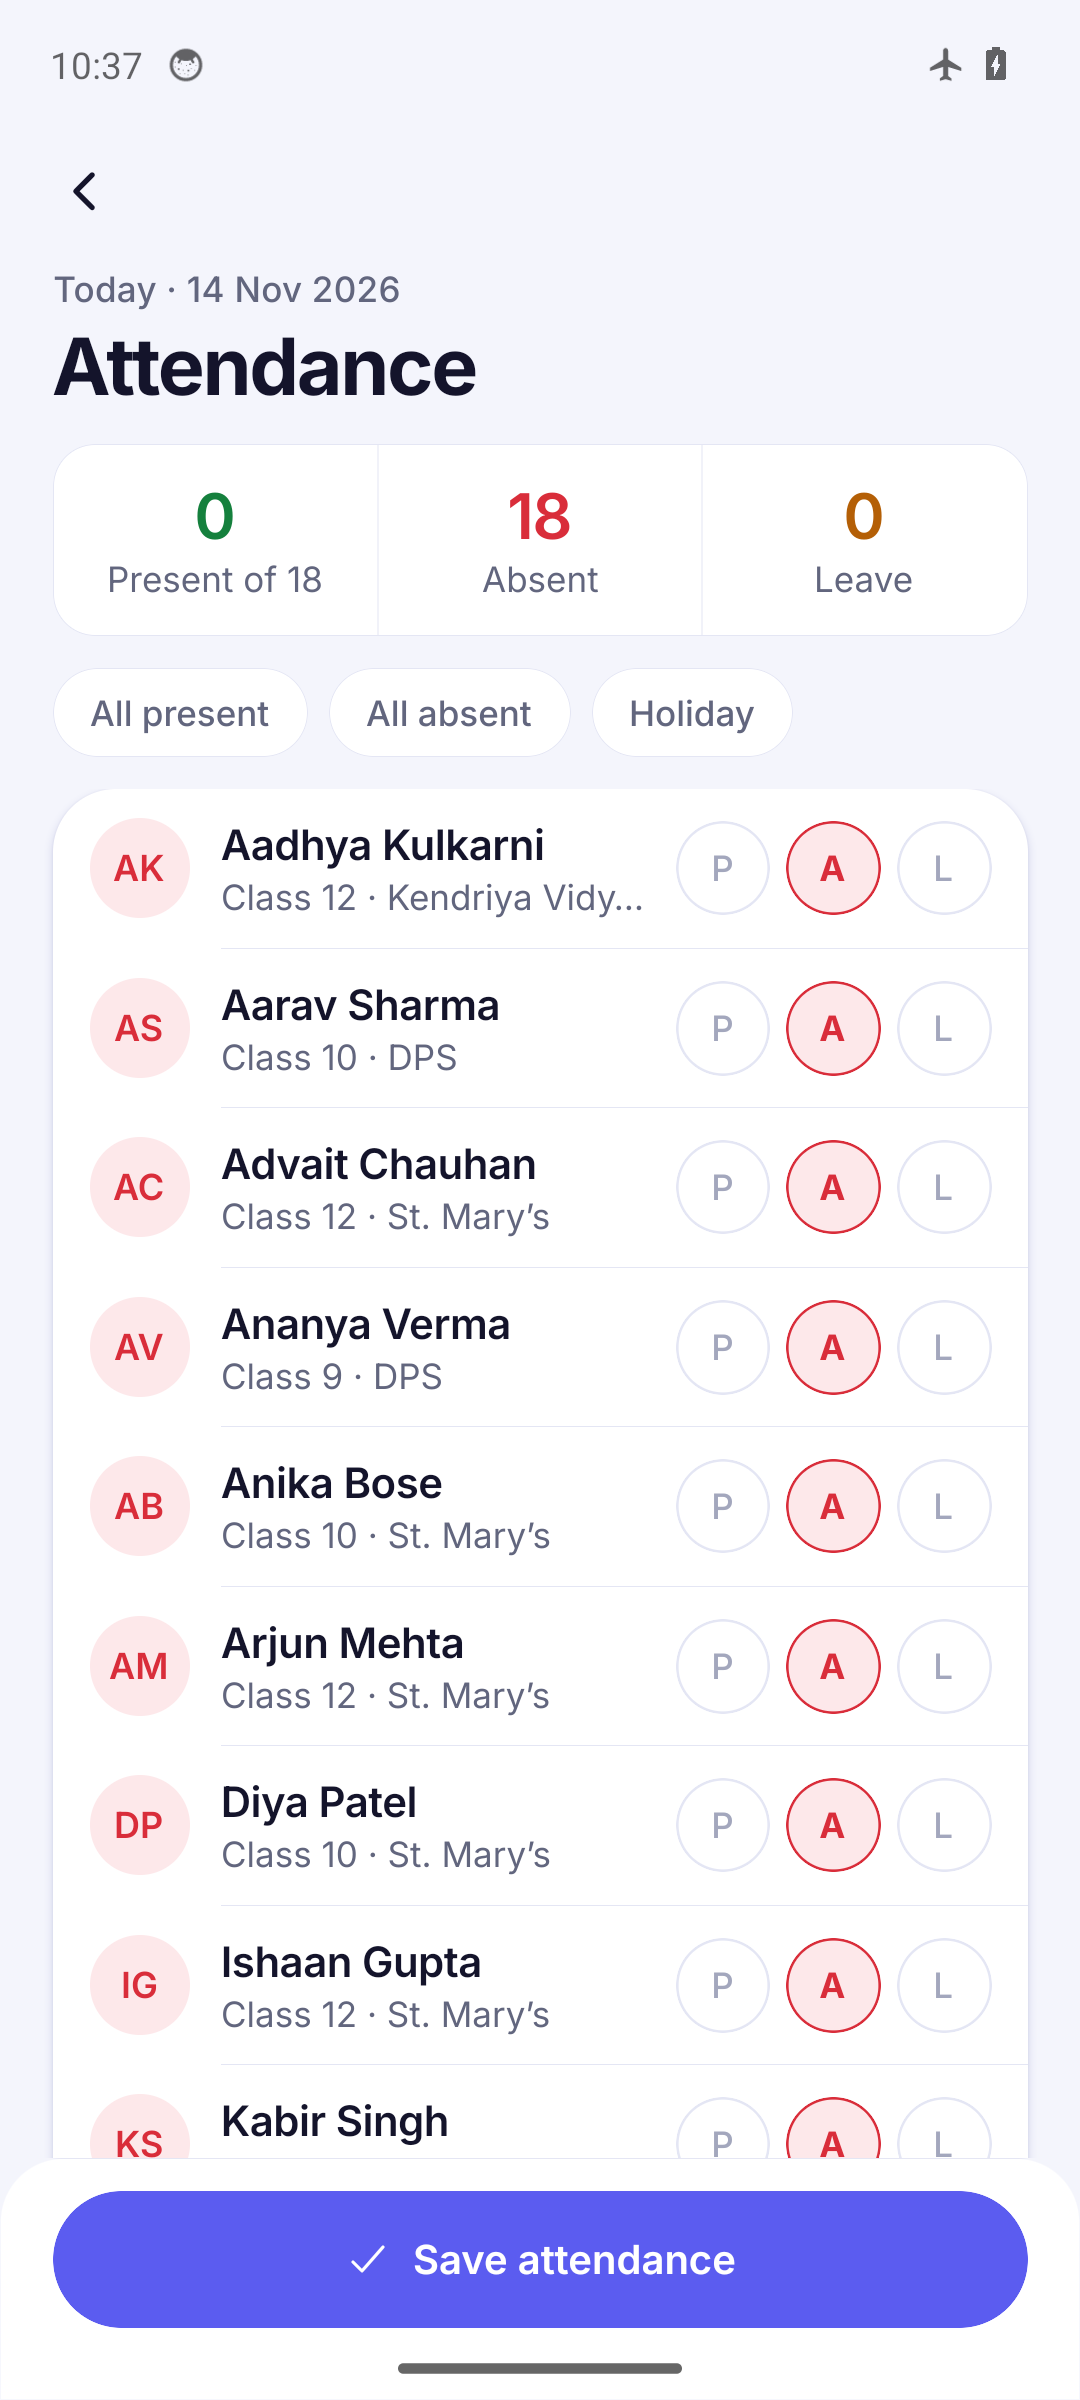 10:37
Today · 14 Nov 2026
Attendance
0 18 0
Present of 18 Absent Leave
All present All absent Holiday
AK Aadhya Kulkarni P A L
Class 12 · Kendriya Vidy...
AS Aarav Sharma P A L
Class 10 · DPS
AC Advait Chauhan P A L
Class 12 · St. Mary’s
AV Ananya Verma P A L
Class 9 · DPS
AB Anika Bose P A L
Class 10 · St. Mary’s
AM Arjun Mehta P A L
Class 12 · St. Mary’s
DP Diya Patel P A L
Class 10 · St. Mary’s
IG Ishaan Gupta P A L
Class 12 · St. Mary’s
KS Kabir Singh P A L
Save attendance